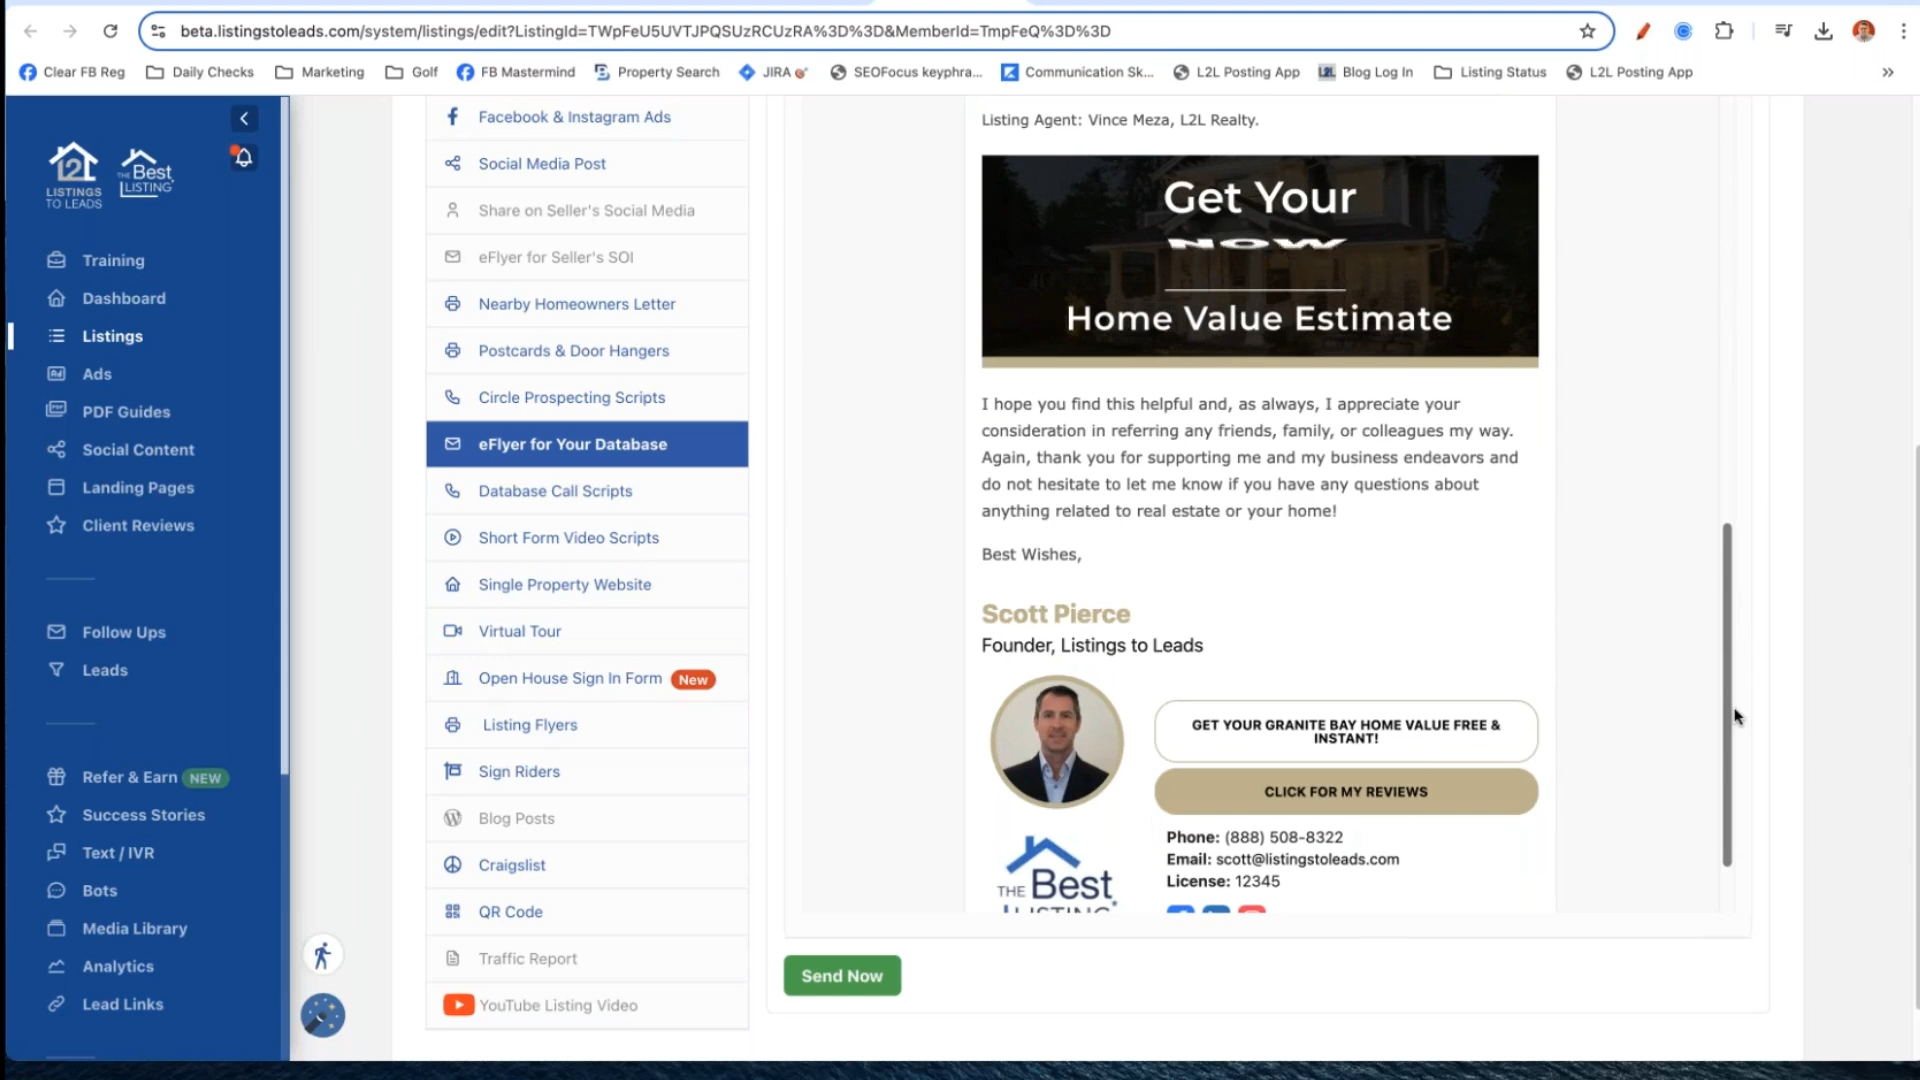 beta.listingstoleads.com/system/listings/edit?ListingId=TWpFeU5UVTJPQSUzRCUzRA%3D%3D&MemberId=TmpFeQ%3D%3D
Clear FB Reg
Daily Checks
Marketing
Golf
FB Mastermind
Property Search
JIRA
SEOFocus keyphra...
Communication Sk...
L2L Posting App
Blog Log In
Listing Status
L2L Posting App
L2L
LISTINGS
TO LEADS
THE Best
LISTING
Training
Dashboard
Listings
Ads
PDF Guides
Social Content
Landing Pages
Client Reviews
Follow Ups
Leads
Refer & Earn NEW
Success Stories
Text / IVR
Bots
Media Library
Analytics
Lead Links
Facebook & Instagram Ads
Social Media Post
Share on Seller's Social Media
eFlyer for Seller's SOI
Nearby Homeowners Letter
Postcards & Door Hangers
Circle Prospecting Scripts
eFlyer for Your Database
Database Call Scripts
Short Form Video Scripts
Single Property Website
Virtual Tour
Open House Sign In Form New
Listing Flyers
Sign Riders
Blog Posts
Craigslist
QR Code
Traffic Report
YouTube Listing Video
Listing Agent: Vince Meza, L2L Realty.
Get Your
NOW
Home Value Estimate
I hope you find this helpful and, as always, I appreciate your
consideration in referring any friends, family, or colleagues my way.
Again, thank you for supporting me and my business endeavors and
do not hesitate to let me know if you have any questions about
anything related to real estate or your home!
Best Wishes,
Scott Pierce
Founder, Listings to Leads
GET YOUR GRANITE BAY HOME VALUE FREE &
INSTANT!
CLICK FOR MY REVIEWS
Phone: (888) 508-8322
Email: scott@listingstoleads.com
License: 12345
THE Best
LISTING
Send Now